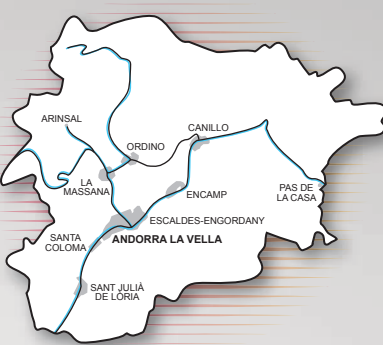 ARINSAL
CANILLO
ORDINO
LA
MASSANA
ENCAMP
PAS DE
LA CASA
ESCALDES-ENGORDANY
ANDORRA LA VELLA
SANTA
COLOMA
SANT JULIÀ
DE LÒRIA